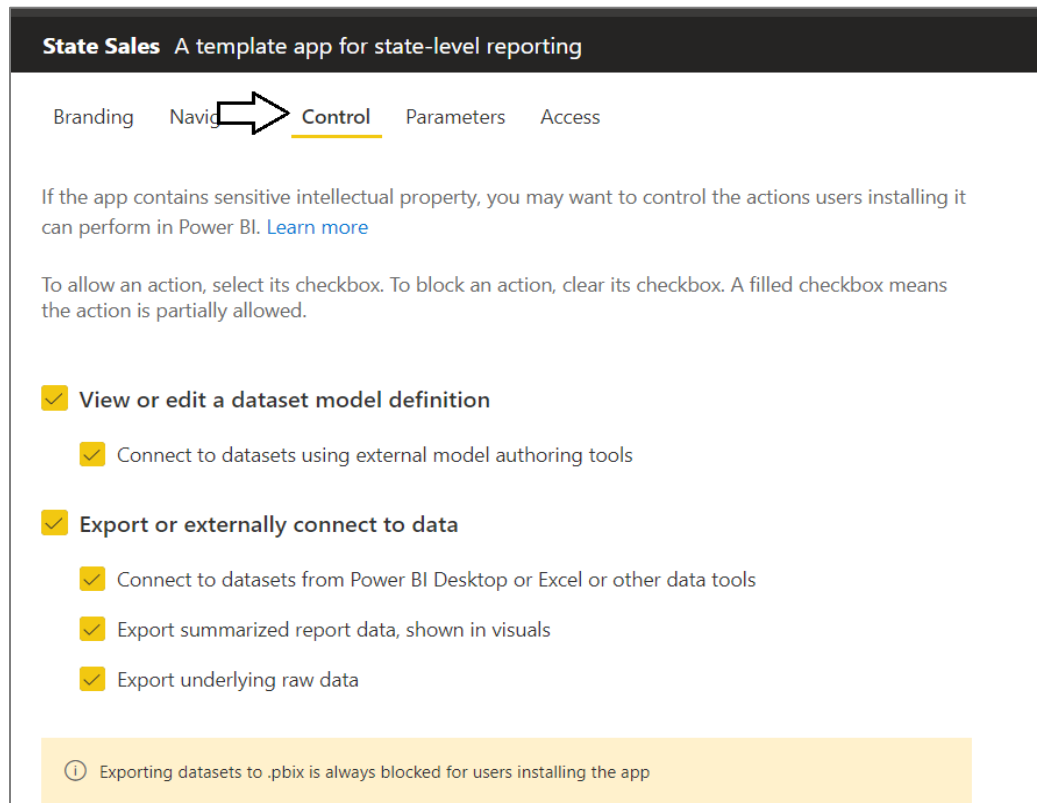 State Sales A template app for state-level reporting
Branding Navig Control Parameters Access
If the app contains sensitive intellectual property, you may want to control the actions users installing it
can perform in Power BI. Learn more
To allow an action, select its checkbox. To block an action, clear its checkbox. A filled checkbox means
the action is partially allowed.
View or edit a dataset model definition
Connect to datasets using external model authoring tools
Export or externally connect to data
Connect to datasets from Power BI Desktop or Excel or other data tools
Export summarized report data, shown in visuals
Export underlying raw data
Exporting datasets to .pbix is always blocked for users installing the app